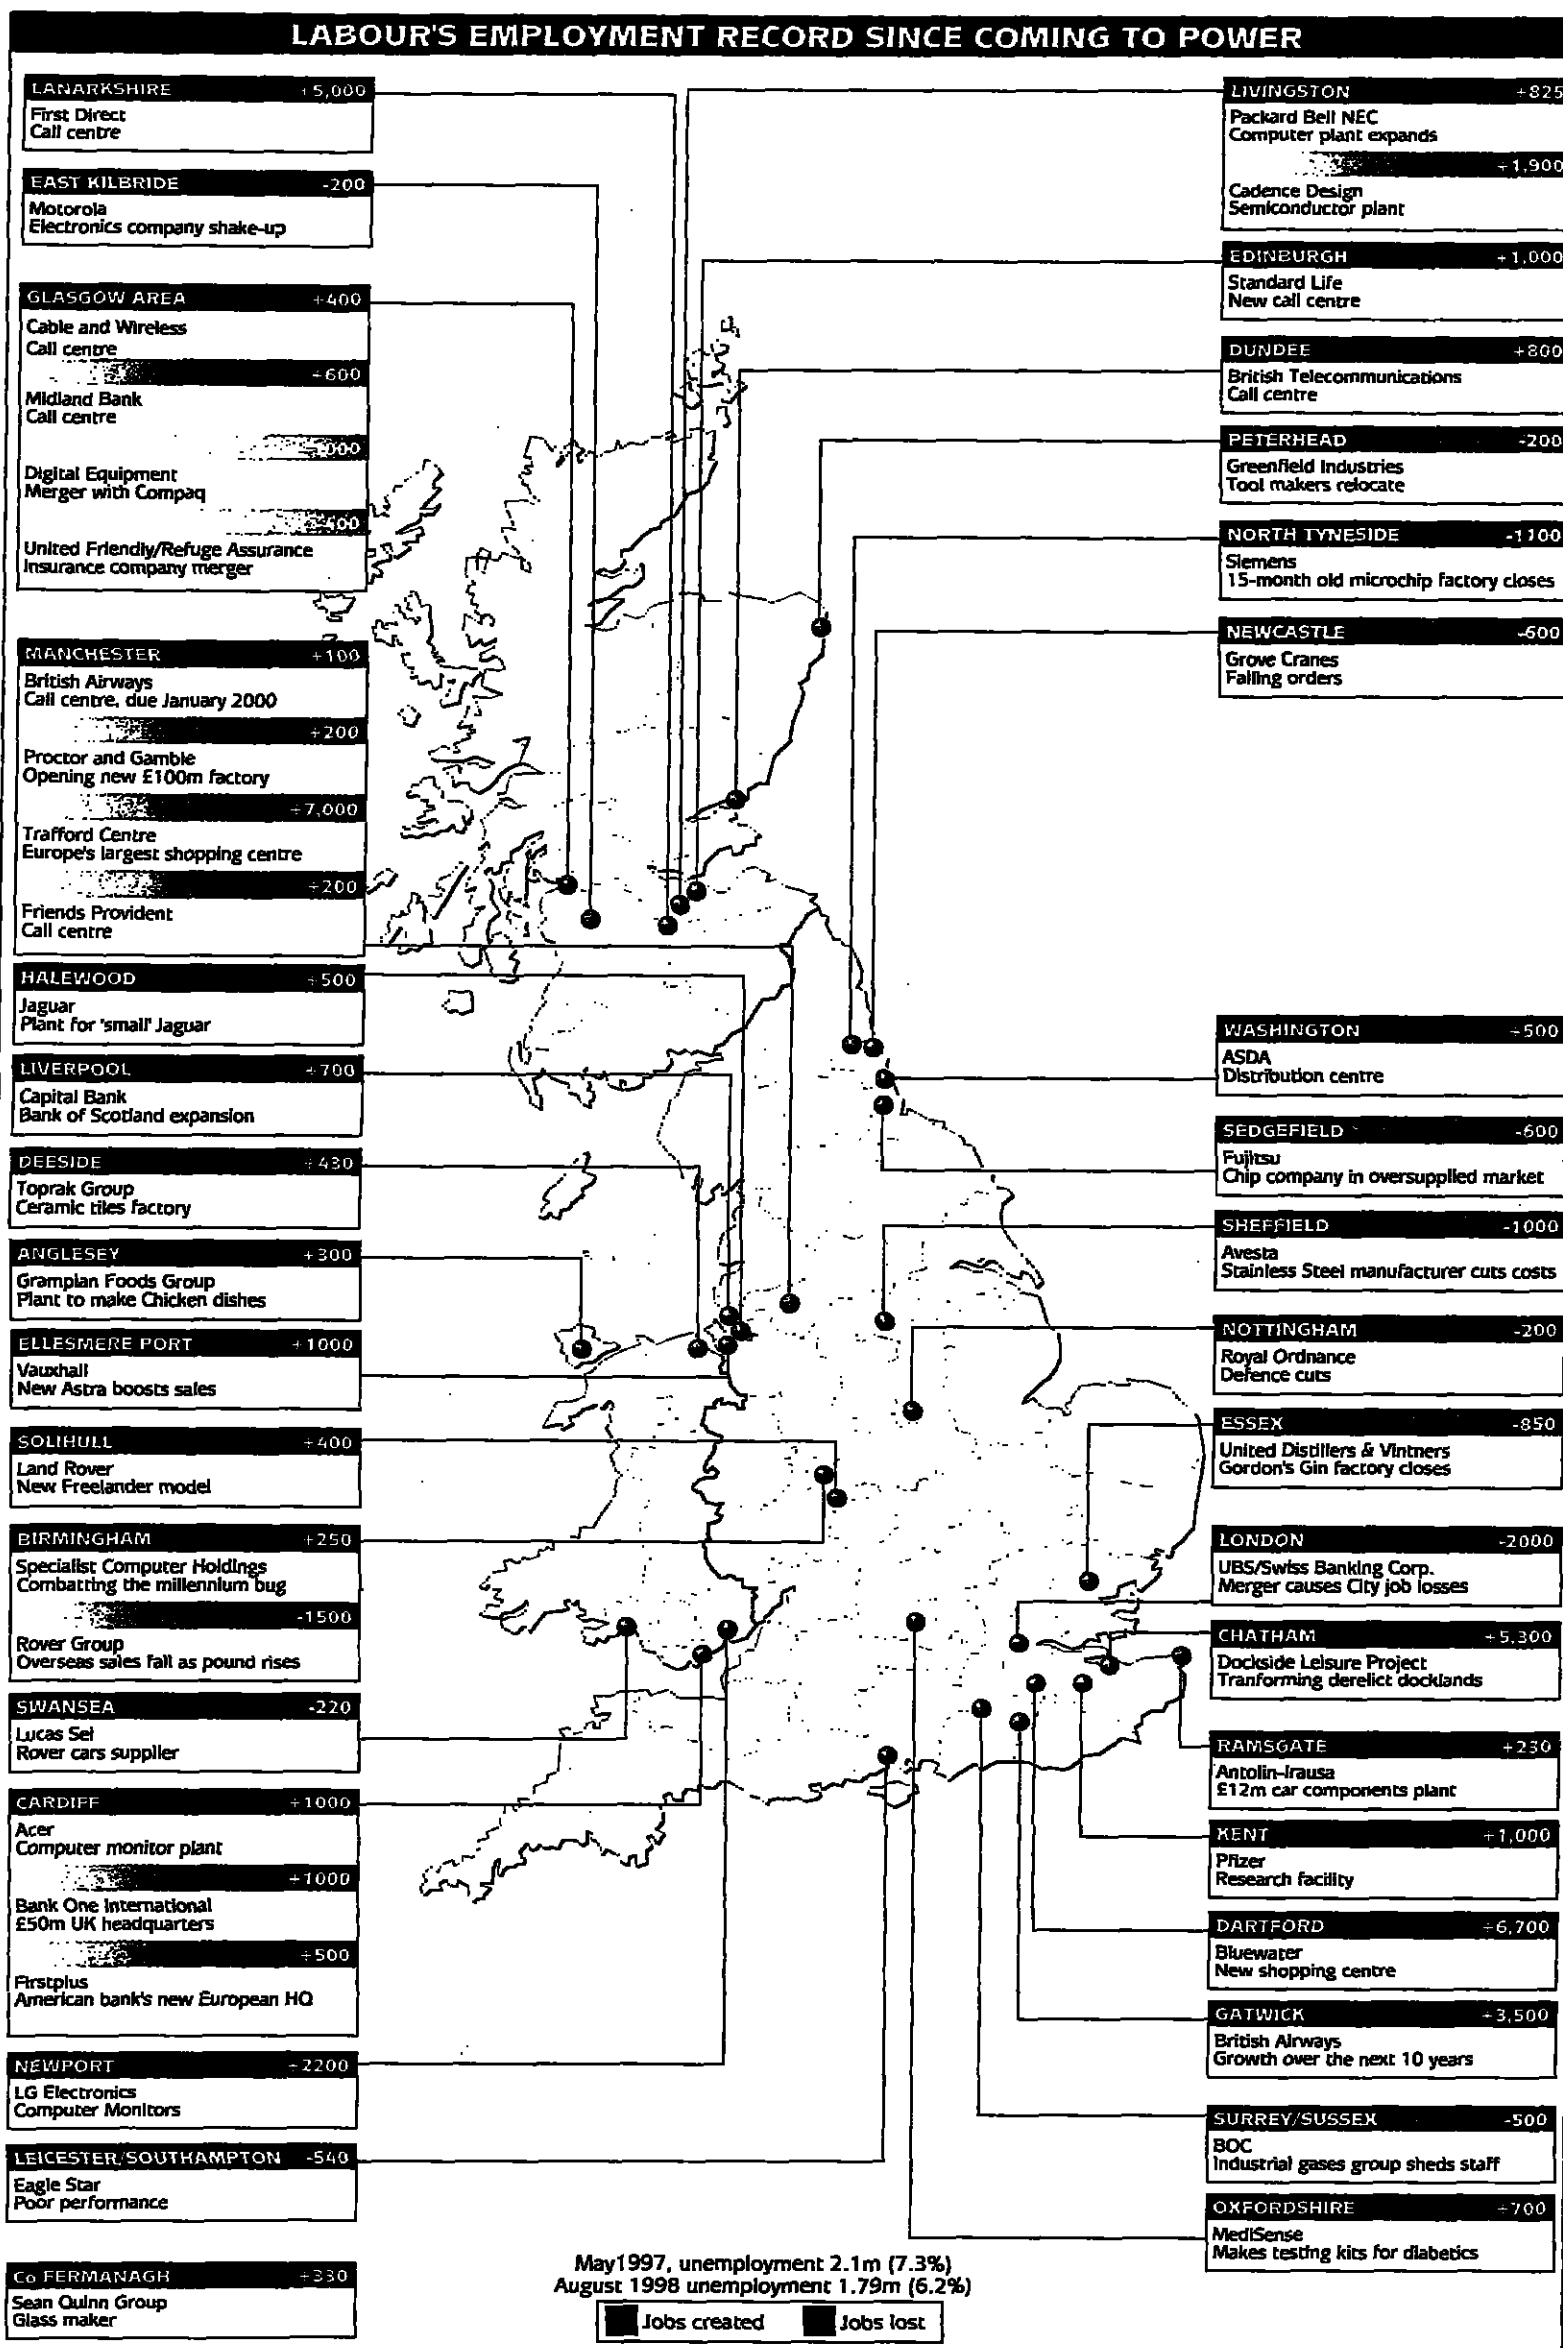 LABOUR'S EMPLOYMENT RECORD SINCE COMING TO POWER
LANARKSHIRE +5,000
First Direct
Call centre
EAST KILBRIDE -200
Motorola
Electronics company shake-up
GLASGOW AREA +400
Cable and Wireless
Call centre
+600
Midland Bank
Call centre
Digital Equipment
Merger with Compaq
United Friendly/Refuge Assurance
Insurance company merger
MANCHESTER +100
British Airways
Call centre, due January 2000
+200
Proctor and Gamble
Opening new £100m factory
+7,000
Trafford Centre
Europe's largest shopping centre
+200
Friends Provident
Call centre
HALEWOOD +500
Jaguar
Plant for 'small' Jaguar
LIVERPOOL +700
Capital Bank
Bank of Scotland expansion
DEESIDE +430
Toprak Group
Ceramic tiles factory
ANGLESEY +300
Grampian Foods Group
Plant to make Chicken dishes
ELLESMERE PORT +1000
Vauxhall
New Astra boosts sales
SOLIHULL +400
Land Rover
New Freelander model
BIRMINGHAM +250
Specialist Computer Holdings
Combatting the millennium bug
-1500
Rover Group
Overseas sales fall as pound rises
SWANSEA -220
Lucas Sei
Rover cars supplier
CARDIFF +1000
Acer
Computer monitor plant
+1000
Bank One International
£50m UK headquarters
+500
Firstplus
American bank's new European HQ
NEWPORT +2200
LG Electronics
Computer Monitors
LEICESTER/SOUTHAMPTON -540
Eagle Star
Poor performance
Co FERMANAGH +330
Sean Quinn Group
Glass maker
LIVINGSTON +825
Packard Bell NEC
Computer plant expands
+1,900
Cadence Design
Semiconductor plant
EDINBURGH +1,000
Standard Life
New call centre
DUNDEE +800
British Telecommunications
Call centre
PETERHEAD -200
Greenfield Industries
Tool makers relocate
NORTH TYNESIDE -1100
Siemens
15-month old microchip factory closes
NEWCASTLE -600
Grove Cranes
Falling orders
WASHINGTON +500
ASDA
Distribution centre
SEDGEFIELD -600
Fujitsu
Chip company in oversupplied market
SHEFFIELD -1000
Avesta
Stainless Steel manufacturer cuts costs
NOTTINGHAM -200
Royal Ordnance
Defence cuts
ESSEX -850
United Distillers & Vintners
Gordon's Gin factory closes
LONDON -2000
UBS/Swiss Banking Corp.
Merger causes City job losses
CHATHAM +5,300
Dockside Leisure Project
Tranforming derelict docklands
RAMSGATE +230
Antolin-Irausa
£12m car components plant
KENT +1,000
Pfizer
Research facility
DARTFORD +6,700
Bluewater
New shopping centre
GATWICK +3,500
British Airways
Growth over the next 10 years
SURREY/SUSSEX -500
BOC
Industrial gases group sheds staff
OXFORDSHIRE +700
MediSense
Makes testing kits for diabetics
May1997, unemployment 2.1m (7.3%)
August 1998 unemployment 1.79m (6.2%)
Jobs created Jobs lost